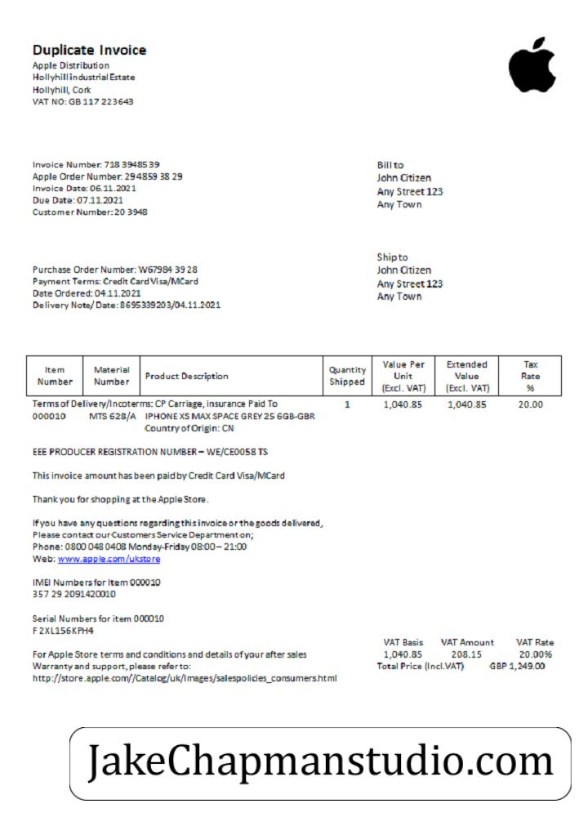 Duplicate Invoice
Apple Distribution
Hollyhill industrial Estate
Hollyhill, Cork
VAT NO: GB 117 223643
Invoice Number: 718 3948539
Apple Order Number: 294859 38 29
Invoice Date: 06.11.2021
Due Date: 07.11.2021
Customer Number: 20 3948
Bill to
John Citizen
Any Street 123
Any Town
Purchase Order Number: W67984 39 28
Payment Terms: Credit Card Visa/MCard
Date Ordered: 04.11.2021
Delivery Note/ Date: 8695339203/04.11.2021
Ship to
John Citizen
Any Street 123
Any Town
Item Number Material Number Product Description Quantity Shipped Value Per Unit (Excl. VAT) Extended Value (Excl. VAT) Tax Rate %
Terms of Delivery/Incoterms: CP Carriage, insurance Paid To 1 1,040.85 1,040.85 20.00
000010 MTS 628/A IPHONE XS MAX SPACE GREY 25 6GB-GBR
Country of Origin: CN
EEE PRODUCER REGISTRATION NUMBER – WE/CE0058 TS
This invoice amount has been paid by Credit Card Visa/MCard
Thank you for shopping at the Apple Store.
If you have any questions regarding this invoice or the goods delivered,
Please contact our Customers Service Department on;
Phone: 0800 048 0408 Monday-Friday 08:00 – 21:00
Web: www.apple.com/ukstore
IMEI Numbers for Item 000010
357 29 2091420010
Serial Numbers for item 000010
F 2XL156KPH4
For Apple Store terms and conditions and details of your after sales
Warranty and support, please refer to:
http://store.apple.com//Catalog/uk/Images/salespolicies_consumers.html
VAT Basis VAT Amount VAT Rate
1,040.85 208.15 20.00%
Total Price (Incl.VAT) GBP 1,249.00
JakeChapmanstudio.com